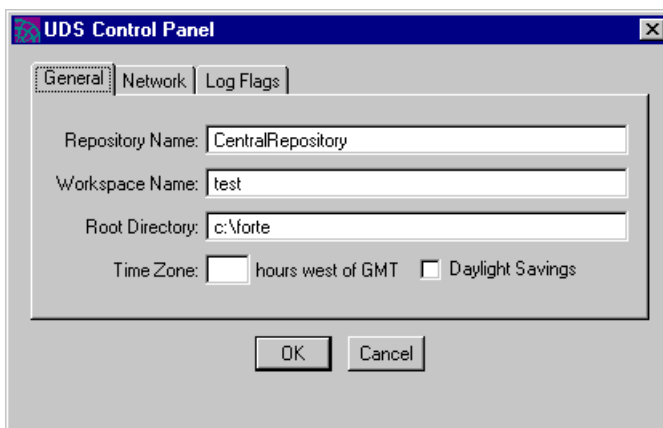 UDS Control Panel
General Network Log Flags
Repository Name: CentralRepository
Workspace Name: test
Root Directory: c:\forte
Time Zone: hours west of GMT Daylight Savings
OK Cancel